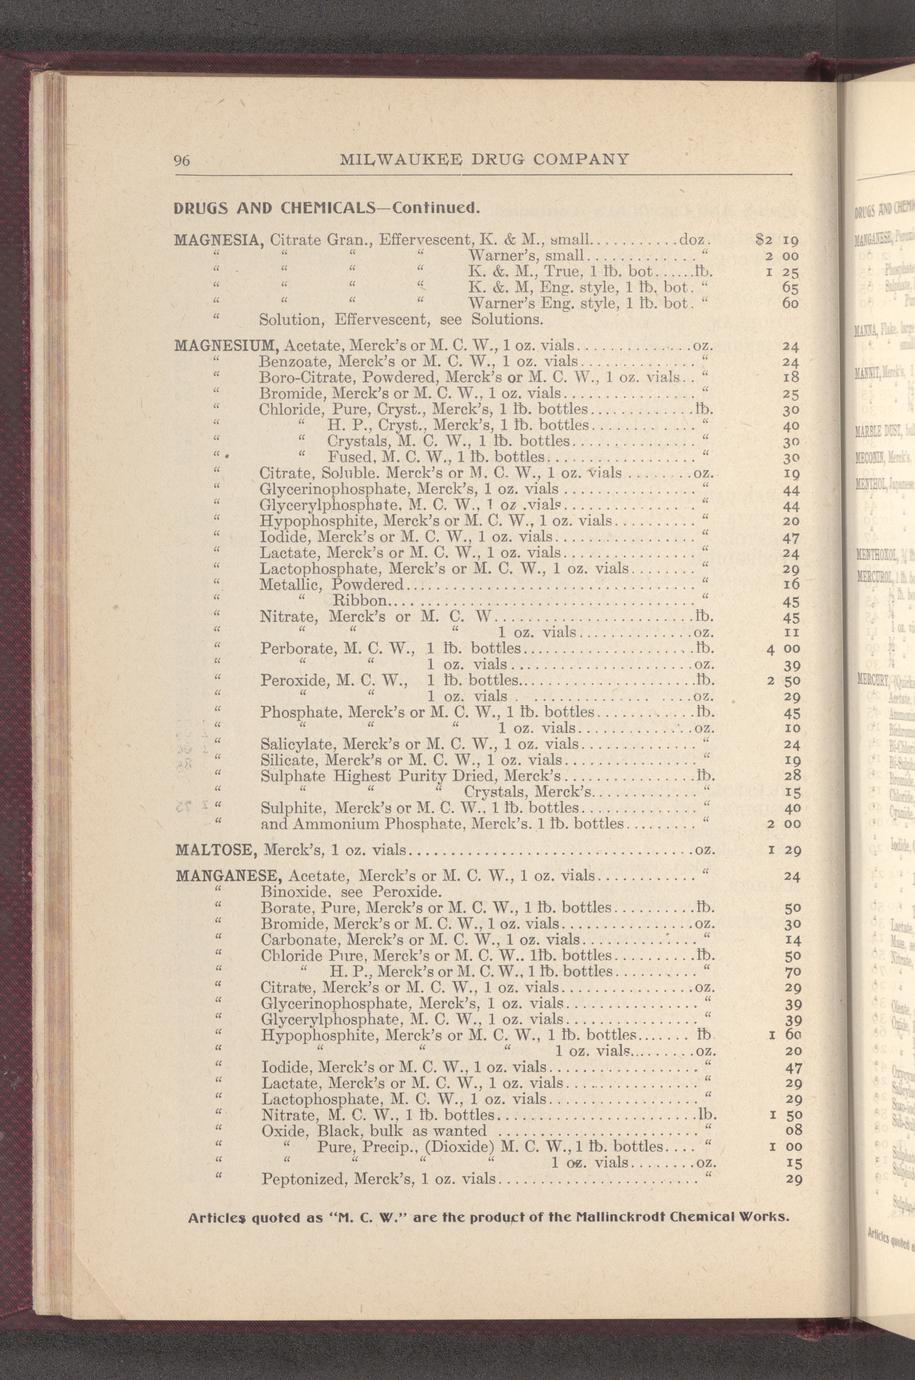 96 MILWAUKEE DRUG COMPANY
DRUGS AND CHEMICALS—Continued.
MAGNESIA, Citrate Gran., Effervescent, K. & M., small...........doz. $2 19
“ “ “ “ Warner's, small............. “ 2 00
“ “ “ “ K. &. M., True, 1 lb. bot......lb. 1 25
“ “ “ “ K. &. M, Eng. style, 1 lb. bot. “ 65
“ “ “ “ Warner's Eng. style, 1 lb. bot. “ 60
“ Solution, Effervescent, see Solutions.
MAGNESIUM, Acetate, Merck's or M. C. W., 1 oz. vials..............oz. 24
“ Benzoate, Merck's or M. C. W., 1 oz. vials.............. “ 24
“ Boro-Citrate, Powdered, Merck's or M. C. W., 1 oz. vials.. “ 18
“ Bromide, Merck's or M. C. W., 1 oz. vials................ “ 25
“ Chloride, Pure, Cryst., Merck's, 1 lb. bottles............lb. 30
“ “ H. P., Cryst., Merck's, 1 lb. bottles............ “ 40
“ “ Crystals, M. C. W., 1 lb. bottles............... “ 30
“ “ Fused, M. C. W., 1 lb. bottles.................. “ 30
“ Citrate, Soluble. Merck's or M. C. W., 1 oz. vials ........oz. 19
“ Glycerinophosphate, Merck's, 1 oz. vials ................ “ 44
“ Glycerylphosphate, M. C. W., 1 oz .vials................ “ 44
“ Hypophosphite, Merck's or M. C. W., 1 oz. vials.......... “ 20
“ Iodide, Merck's or M. C. W., 1 oz. vials................. “ 47
“ Lactate, Merck's or M. C. W., 1 oz. vials................ “ 24
“ Lactophosphate, Merck's or M. C. W., 1 oz. vials........ “ 29
“ Metallic, Powdered................................... “ 16
“ “ Ribbon..................................... “ 45
“ Nitrate, Merck's or M. C. W........................lb. 45
“ “ “ “ 1 oz. vials..............oz. 11
“ Perborate, M. C. W., 1 lb. bottles.....................lb. 4 00
“ “ “ 1 oz. vials......................oz. 39
“ Peroxide, M. C. W., 1 lb. bottles......................lb. 2 50
“ “ “ 1 oz. vials ......................oz. 29
“ Phosphate, Merck's or M. C. W., 1 lb. bottles............lb. 45
“ “ “ “ 1 oz. vials..............oz. 10
“ Salicylate, Merck's or M. C. W., 1 oz. vials.............. “ 24
“ Silicate, Merck's or M. C. W., 1 oz. vials................ “ 19
“ Sulphate Highest Purity Dried, Merck's................lb. 28
“ “ “ “ Crystals, Merck's............. “ 15
“ Sulphite, Merck's or M. C. W., 1 lb. bottles.............. “ 40
“ and Ammonium Phosphate, Merck's. 1 lb. bottles......... “ 2 00
MALTOSE, Merck's, 1 oz. vials..................................oz. 1 29
MANGANESE, Acetate, Merck's or M. C. W., 1 oz. vials............ “ 24
“ Binoxide, see Peroxide.
“ Borate, Pure, Merck's or M. C. W., 1 lb. bottles..........lb. 50
“ Bromide, Merck's or M. C. W., 1 oz. vials................oz. 30
“ Carbonate, Merck's or M. C. W., 1 oz. vials.............. “ 14
“ Chloride Pure, Merck's or M. C. W.. 1lb. bottles..........lb. 50
“ “ H. P., Merck's or M. C. W., 1 lb. bottles.......... “ 70
“ Citrate, Merck's or M. C. W., 1 oz. vials................oz. 29
“ Glycerinophosphate, Merck's, 1 oz. vials................ “ 39
“ Glycerylphosphate, M. C. W., 1 oz. vials................ “ 39
“ Hypophosphite, Merck's or M. C. W., 1 lb. bottles....... lb 1 60
“ “ “ “ 1 oz. vials.........oz. 20
“ Iodide, Merck's or M. C. W., 1 oz. vials.................. “ 47
“ Lactate, Merck's or M. C. W., 1 oz. vials................ “ 29
“ Lactophosphate, M. C. W., 1 oz. vials.................. “ 29
“ Nitrate, M. C. W., 1 lb. bottles........................lb. 1 50
“ Oxide, Black, bulk as wanted ........................ “ 08
“ “ Pure, Precip., (Dioxide) M. C. W., 1 lb. bottles.... “ 1 00
“ “ “ “ “ 1 oz. vials........oz. 15
“ Peptonized, Merck's, 1 oz. vials........................ “ 29
Articles quoted as “M. C. W.” are the product of the Mallinckrodt Chemical Works.
DRUGS AND
MANGANESE,
MANNA, Flake,
MANNIT, Merck's,
MARBLE DUST,
MECONIN, Merck's,
MENTHOL, Japanese
MENTHOXOL,
MERCUROL, 1 lb.
MERCURY,
Articles quoted